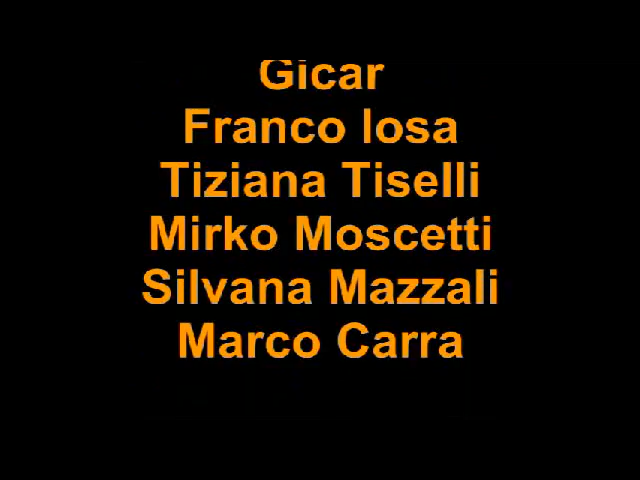 Gicar
Franco Iosa
Tiziana Tiselli
Mirko Moscetti
Silvana Mazzali
Marco Carra